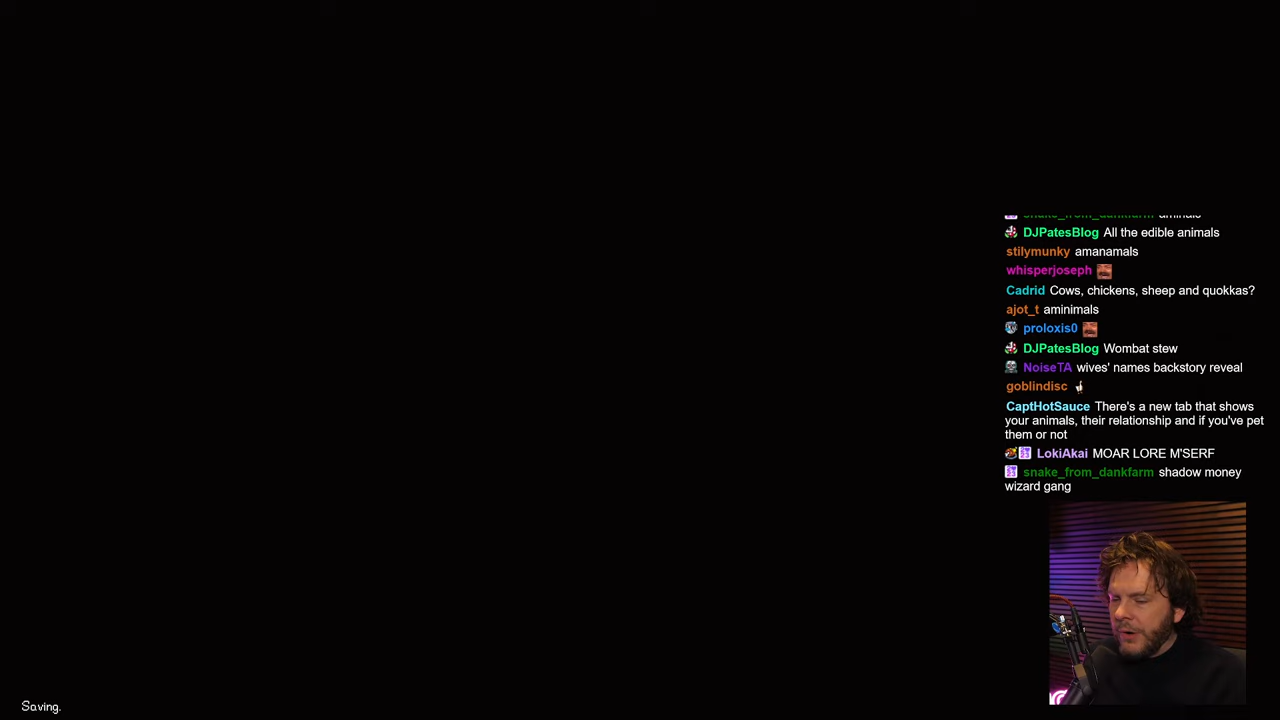 snake_from_dankfarm aminals
DJPatesBlog All the edible animals
stilymunky amanamals
whisperjoseph
Cadrid Cows, chickens, sheep and quokkas?
ajot_t aminimals
proloxis0
DJPatesBlog Wombat stew
NoiseTA wives' names backstory reveal
goblindisc
CaptHotSauce There's a new tab that shows
your animals, their relationship and if you've pet
them or not
LokiAkai MOAR LORE M'SERF
snake_from_dankfarm shadow money
wizard gang
Saving.